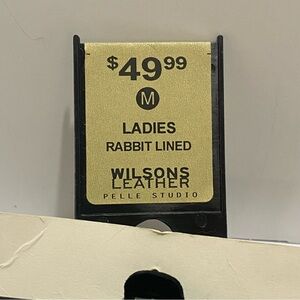 $49.99
M
LADIES
RABBIT LINED
WILSONS
LEATHER
PELLE STUDIO